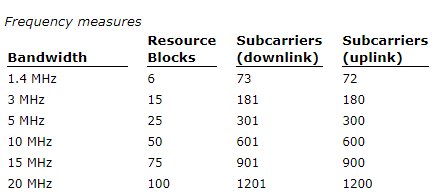 Frequency measures
Resource Subcarriers Subcarriers
Bandwidth Blocks (downlink) (uplink)
1.4 MHz 6 73 72
3 MHz 15 181 180
5 MHz 25 301 300
10 MHz 50 601 600
15 MHz 75 901 900
20 MHz 100 1201 1200